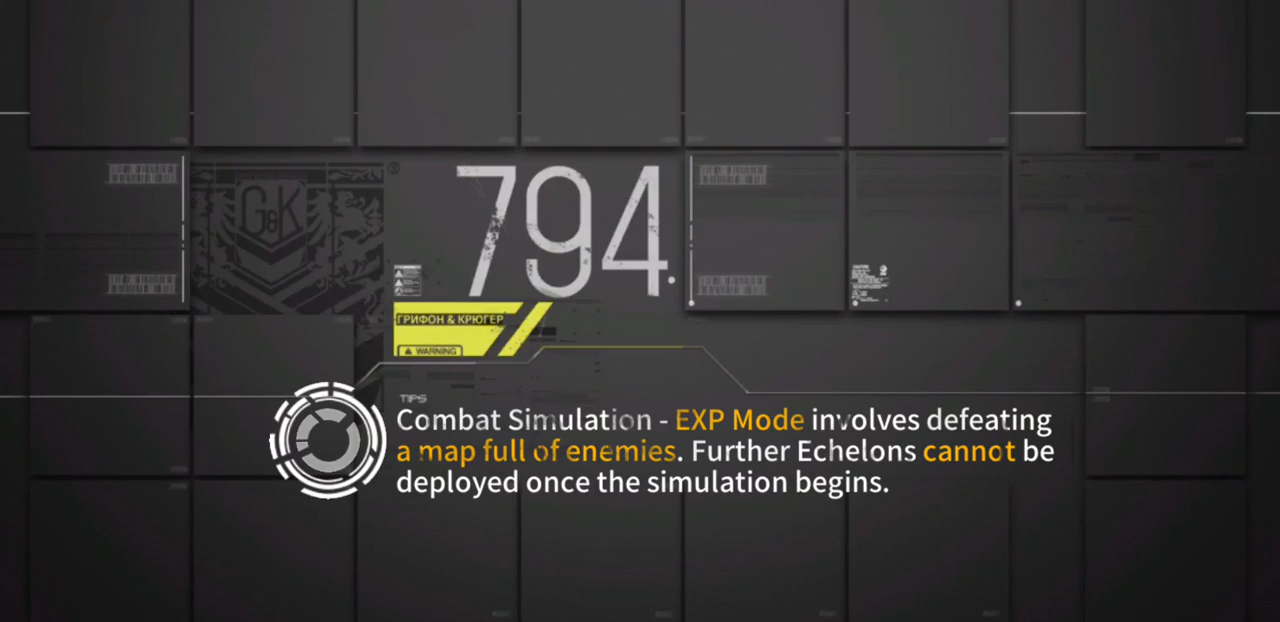 G&K
794.
ГРИФОН & КРЮГЕР
WARNING
TIPS
Combat Simulation - EXP Mode involves defeating
a map full of enemies. Further Echelons cannot be
deployed once the simulation begins.